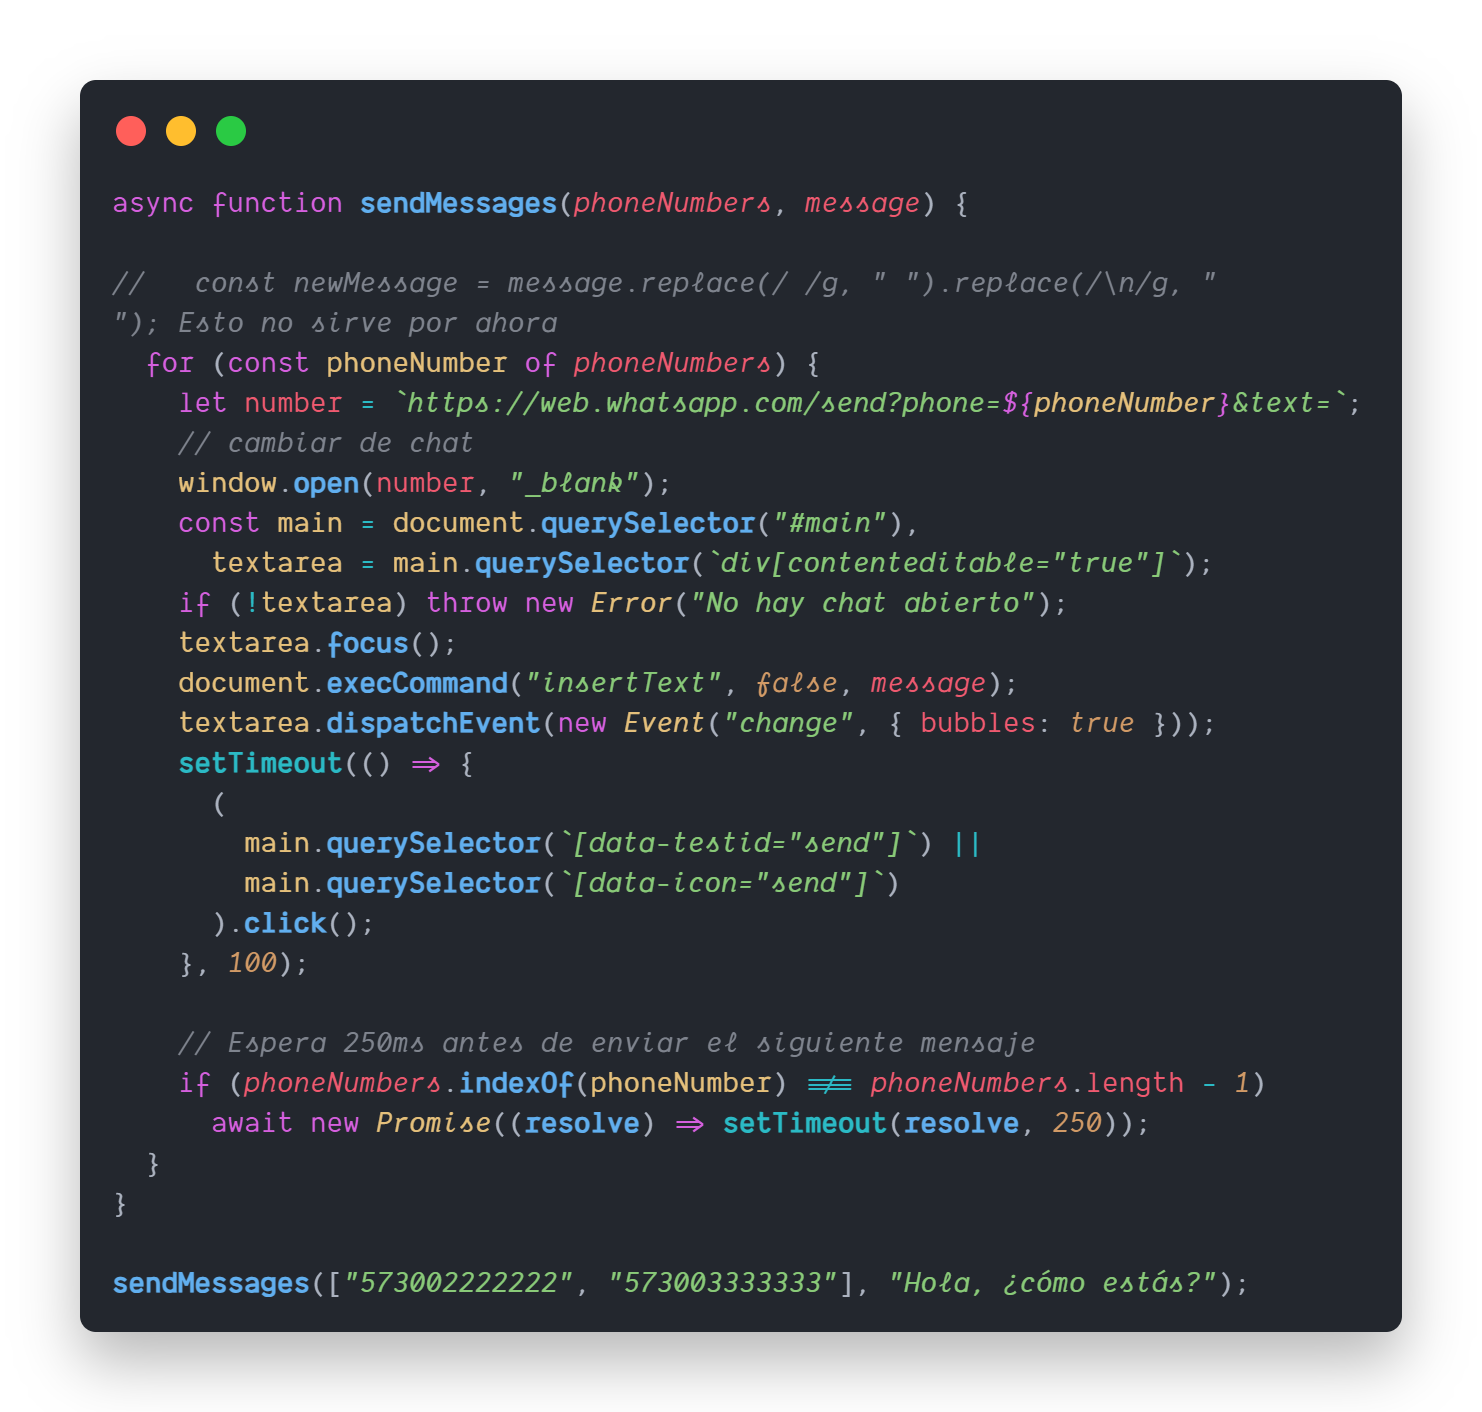 async function sendMessages(phoneNumbers, message) {

//   const newMessage = message.replace(/ /g, " ").replace(/\n/g, "
"); Esto no sirve por ahora
  for (const phoneNumber of phoneNumbers) {
    let number = `https://web.whatsapp.com/send?phone=${phoneNumber}&text=`;
    // cambiar de chat
    window.open(number, "_blank");
    const main = document.querySelector("#main"),
      textarea = main.querySelector(`div[contenteditable="true"]`);
    if (!textarea) throw new Error("No hay chat abierto");
    textarea.focus();
    document.execCommand("insertText", false, message);
    textarea.dispatchEvent(new Event("change", { bubbles: true }));
    setTimeout(() => {
      (
        main.querySelector(`[data-testid="send"]`) ||
        main.querySelector(`[data-icon="send"]`)
      ).click();
    }, 100);

    // Espera 250ms antes de enviar el siguiente mensaje
    if (phoneNumbers.indexOf(phoneNumber) !== phoneNumbers.length - 1)
      await new Promise((resolve) => setTimeout(resolve, 250));
  }
}

sendMessages(["573002222222", "573003333333"], "Hola, ¿cómo estás?");